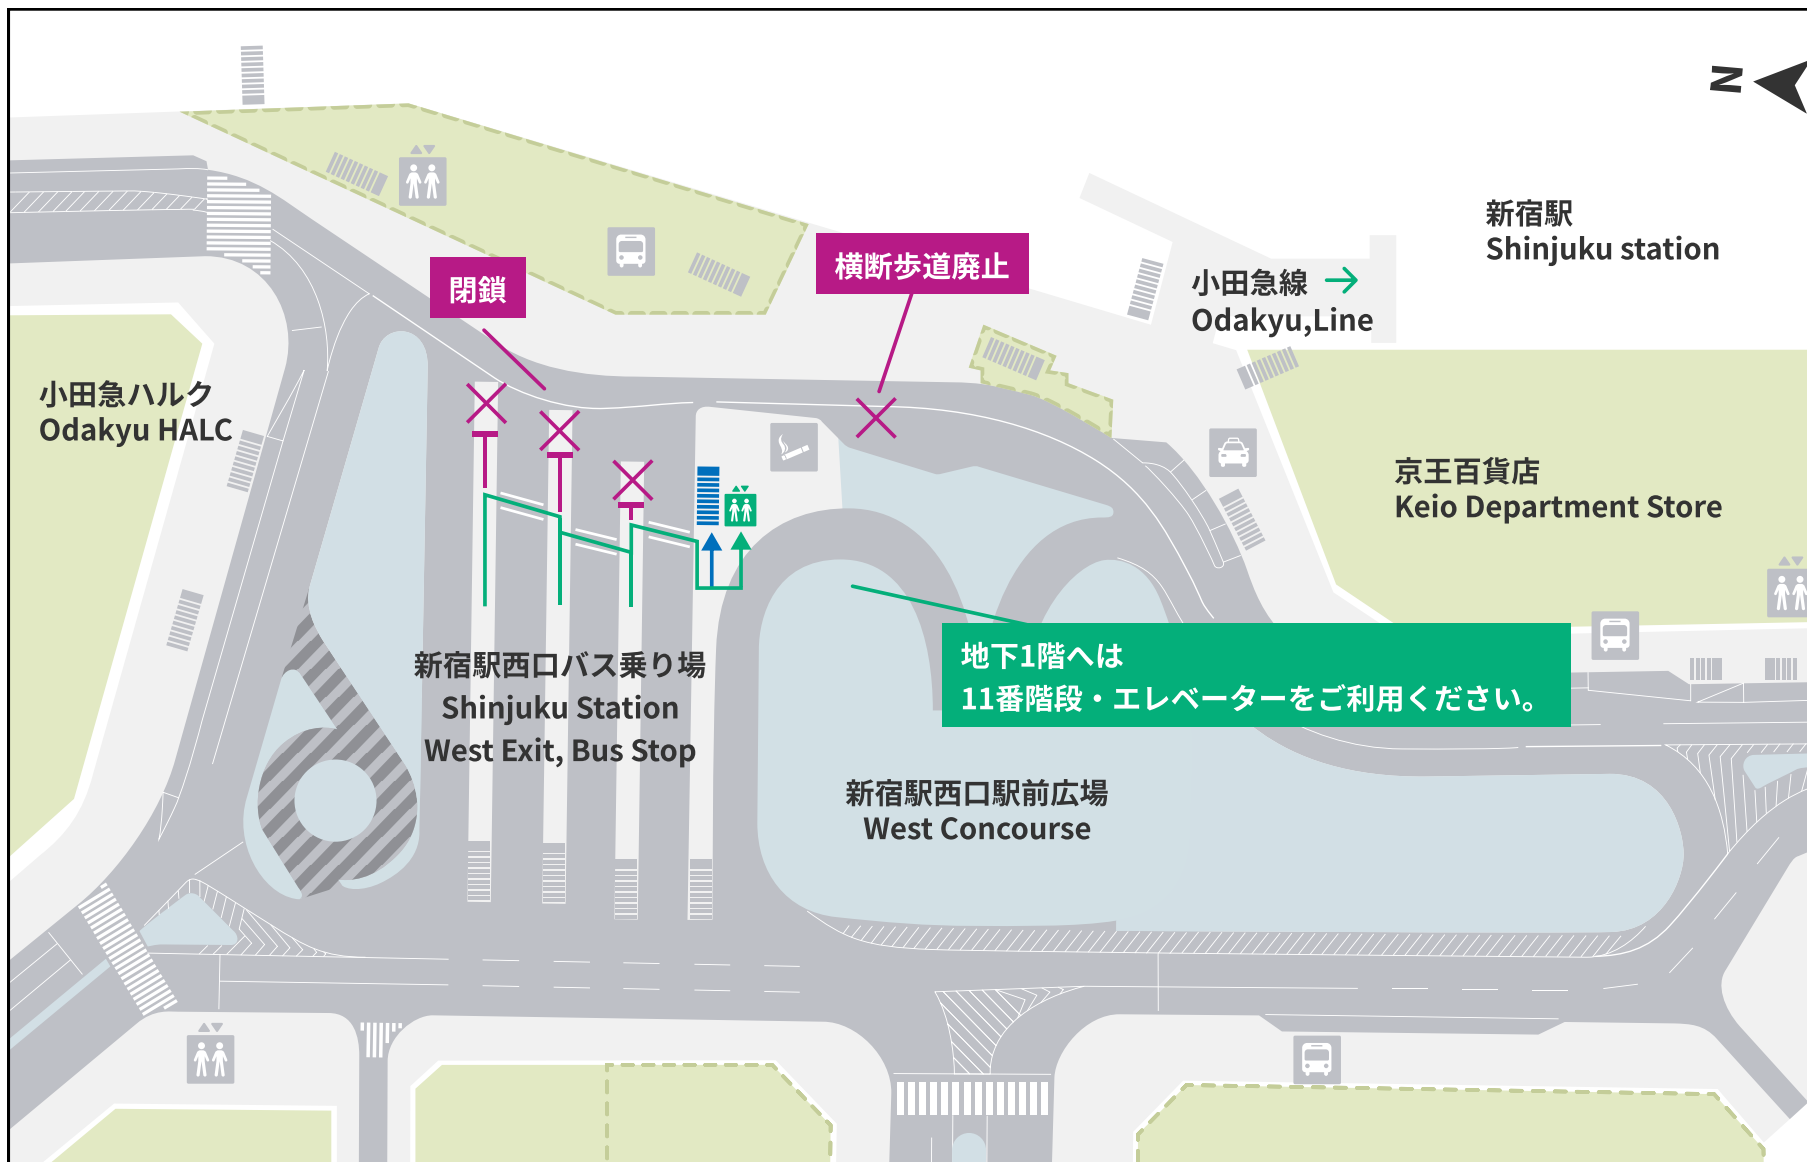 N
新宿駅
Shinjuku station
横断歩道廃止
閉鎖
小田急線
Odakyu,Line
小田急ハルク
Odakyu HALC
京王百貨店
Keio Department Store
新宿駅西口バス乗り場
Shinjuku Station
West Exit, Bus Stop
地下1階へは
11番階段・エレベーターをご利用ください。
新宿駅西口駅前広場
West Concourse